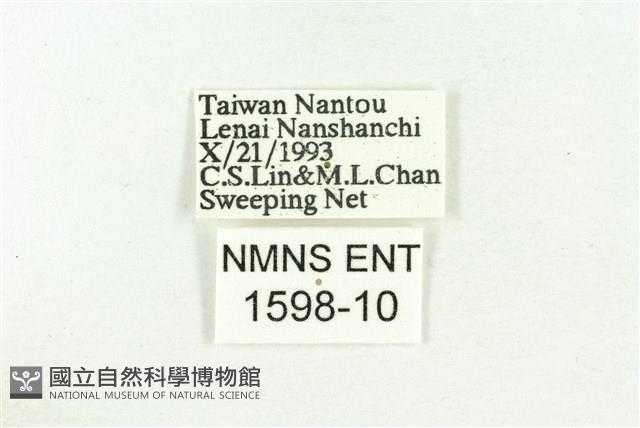 Taiwan Nantou
Lenai Nanshanchi
X/21/1993
C.S.Lin&M.L.Chan
Sweeping Net
NMNS ENT
1598-10
國立自然科學博物館
NATIONAL MUSEUM OF NATURAL SCIENCE